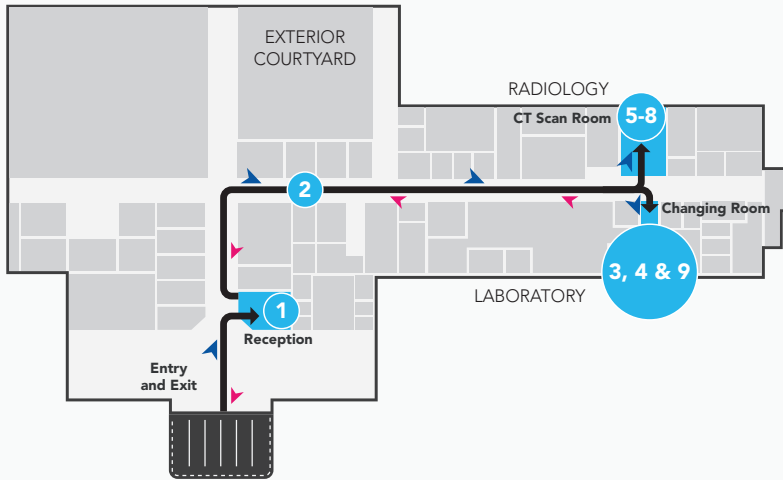 EXTERIOR
COURTYARD
RADIOLOGY
CT Scan Room
5-8
2
Changing Room
3, 4 & 9
LABORATORY
1
Reception
Entry
and Exit